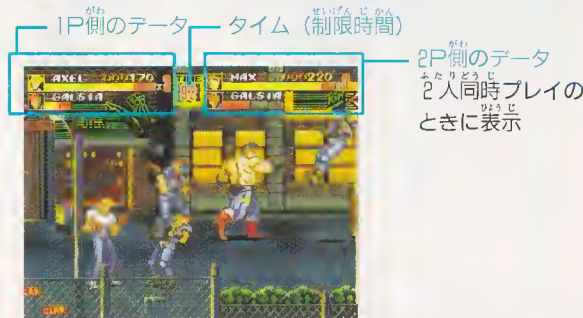 1P側のデータ
タイム（制限時間）
2P側のデータ
2人同時プレイの
ときに表示
AXEL 000170
MAX 000220
GALSIA
GALSIA